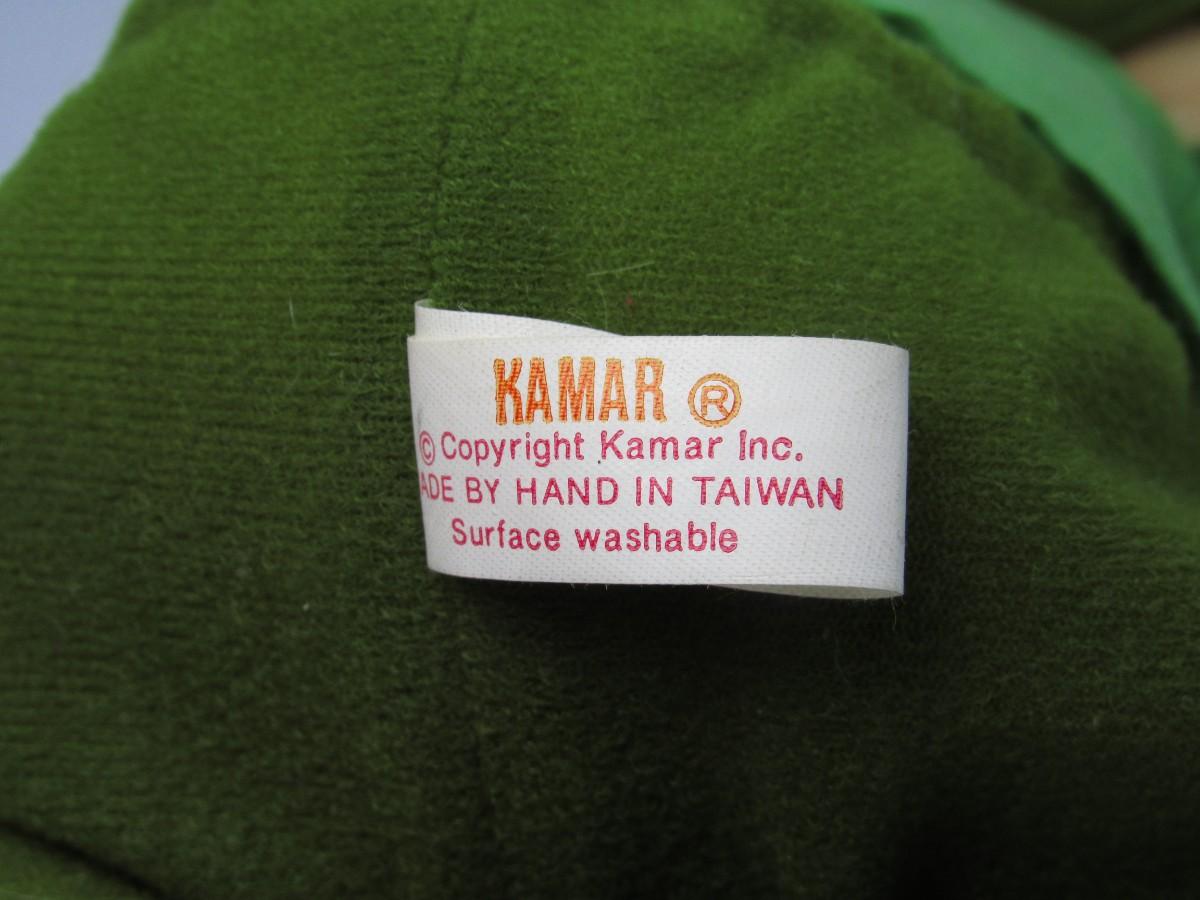 KAMAR ®
© Copyright Kamar Inc.
ADE BY HAND IN TAIWAN
Surface washable